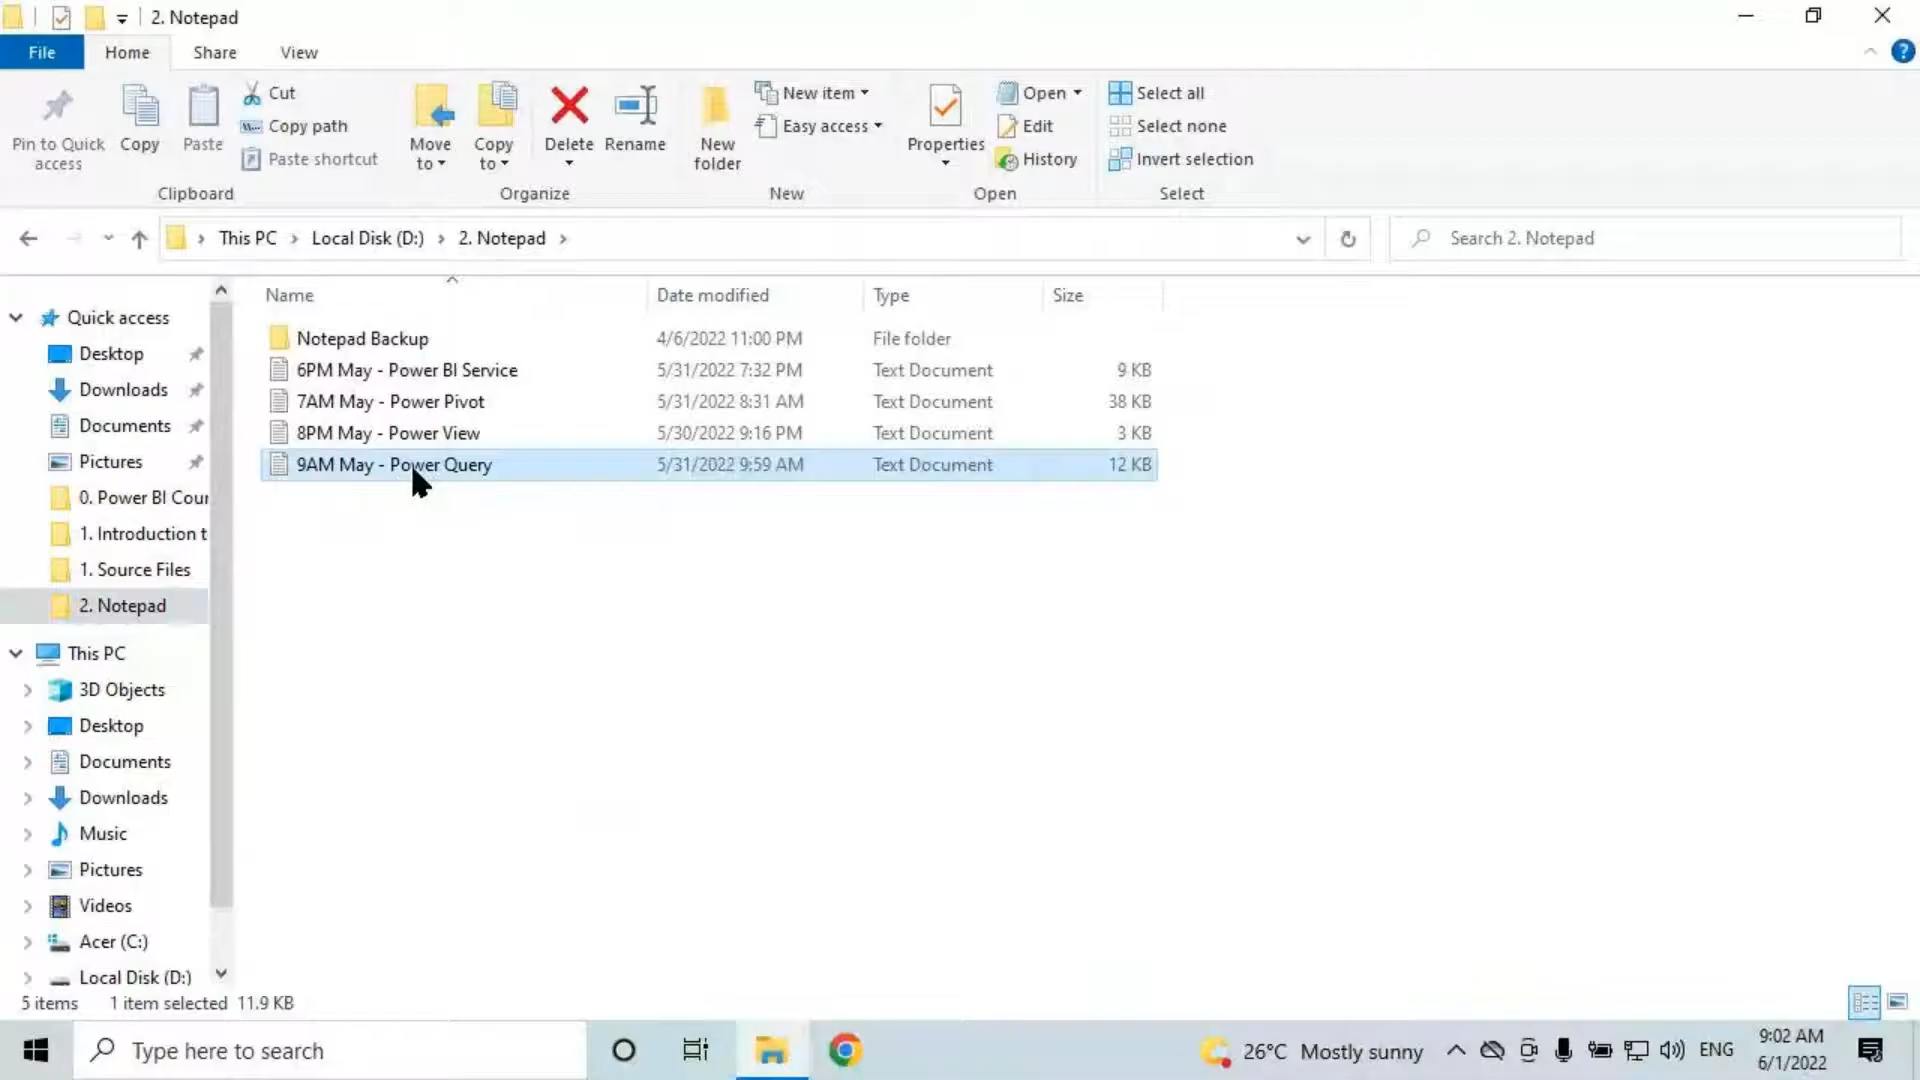 2. Notepad
File Home Share View
Pin to Quick access
Copy
Paste
Cut
Copy path
Paste shortcut
Clipboard
Move to
Copy to
Delete
Rename
Organize
New folder
New item
Easy access
New
Properties
Open
Edit
History
Open
Select all
Select none
Invert selection
Select
This PC Local Disk (D:) 2. Notepad
Search 2. Notepad
Quick access
Desktop
Downloads
Documents
Pictures
0. Power BI Cour
1. Introduction t
1. Source Files
2. Notepad
This PC
3D Objects
Desktop
Documents
Downloads
Music
Pictures
Videos
Acer (C:)
Local Disk (D:)
Name Date modified Type Size
Notepad Backup 4/6/2022 11:00 PM File folder
6PM May - Power BI Service 5/31/2022 7:32 PM Text Document 9 KB
7AM May - Power Pivot 5/31/2022 8:31 AM Text Document 38 KB
8PM May - Power View 5/30/2022 9:16 PM Text Document 3 KB
9AM May - Power Query 5/31/2022 9:59 AM Text Document 12 KB
5 items 1 item selected 11.9 KB
Type here to search
26°C Mostly sunny
ENG
9:02 AM
6/1/2022